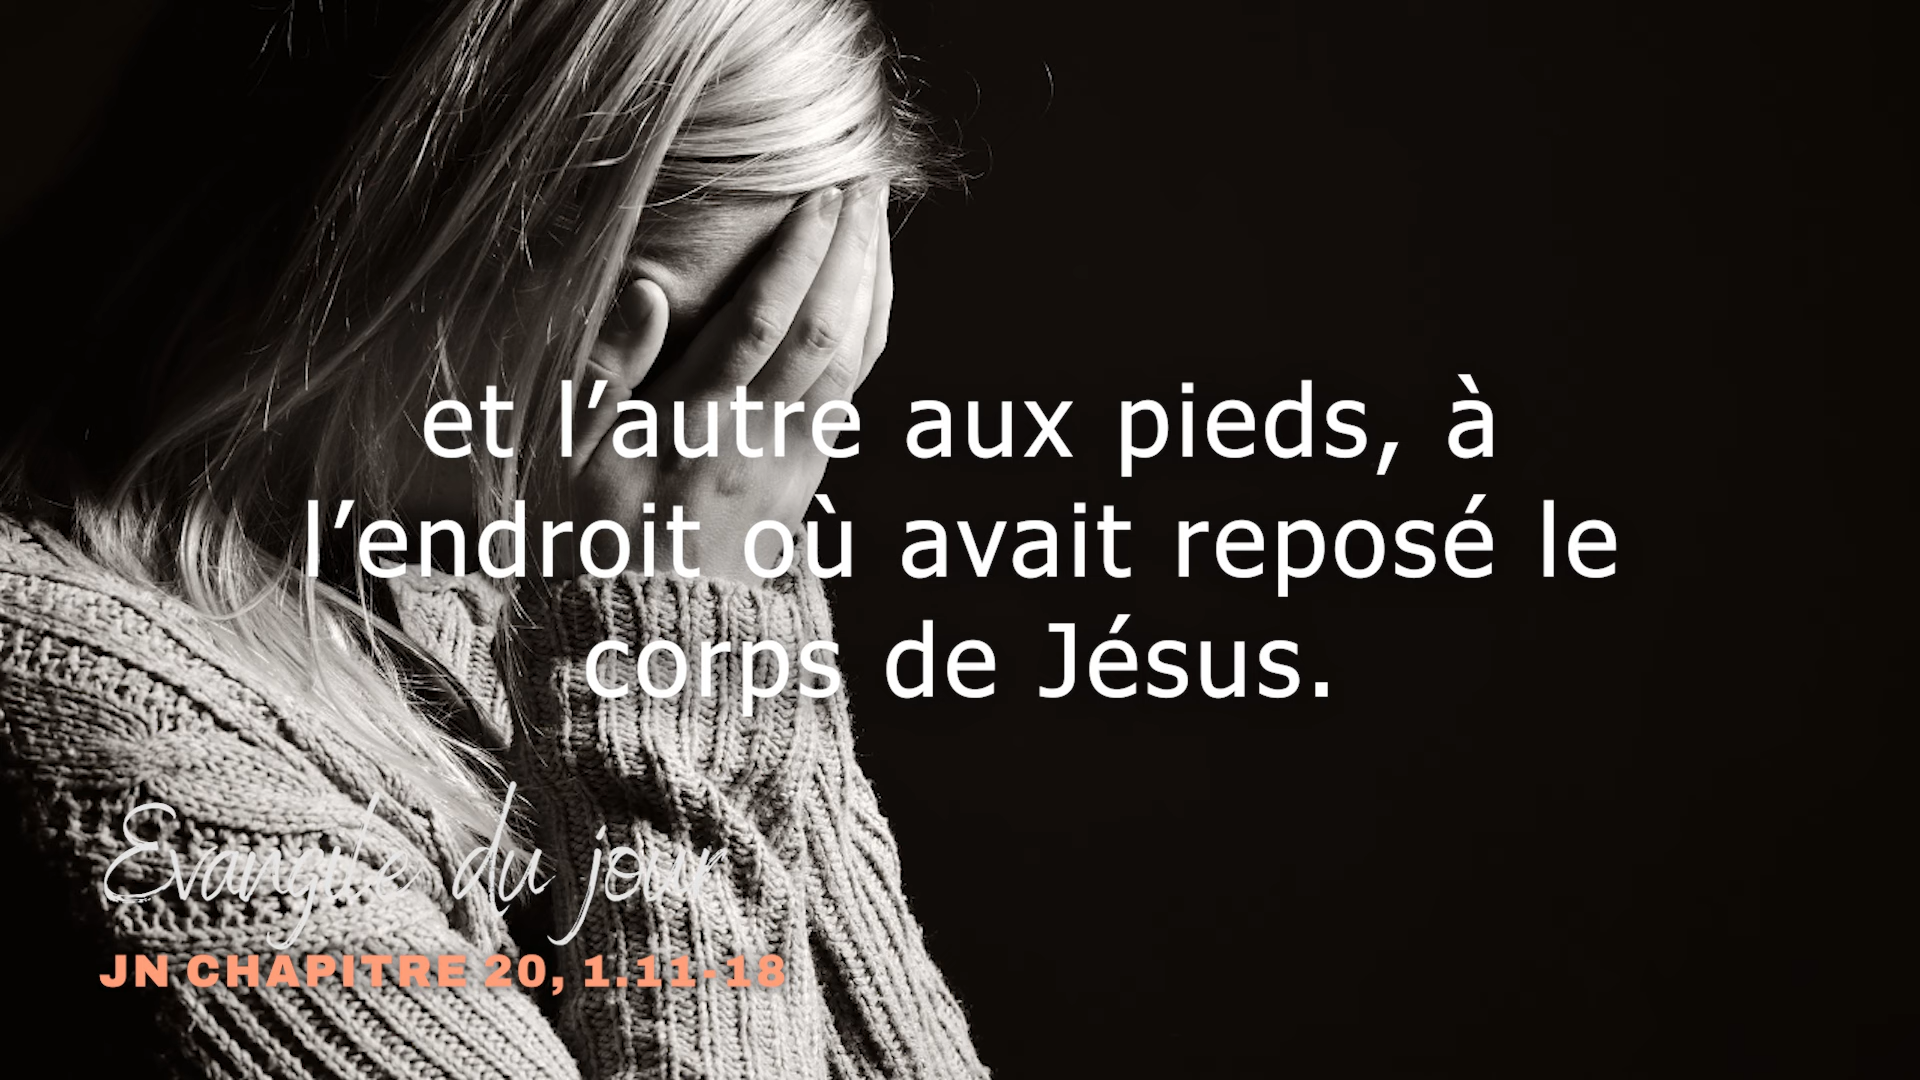 et l’autre aux pieds, à
l’endroit où avait reposé le
corps de Jésus.
Evangile du jour
JN CHAPITRE 20, 1.11-18